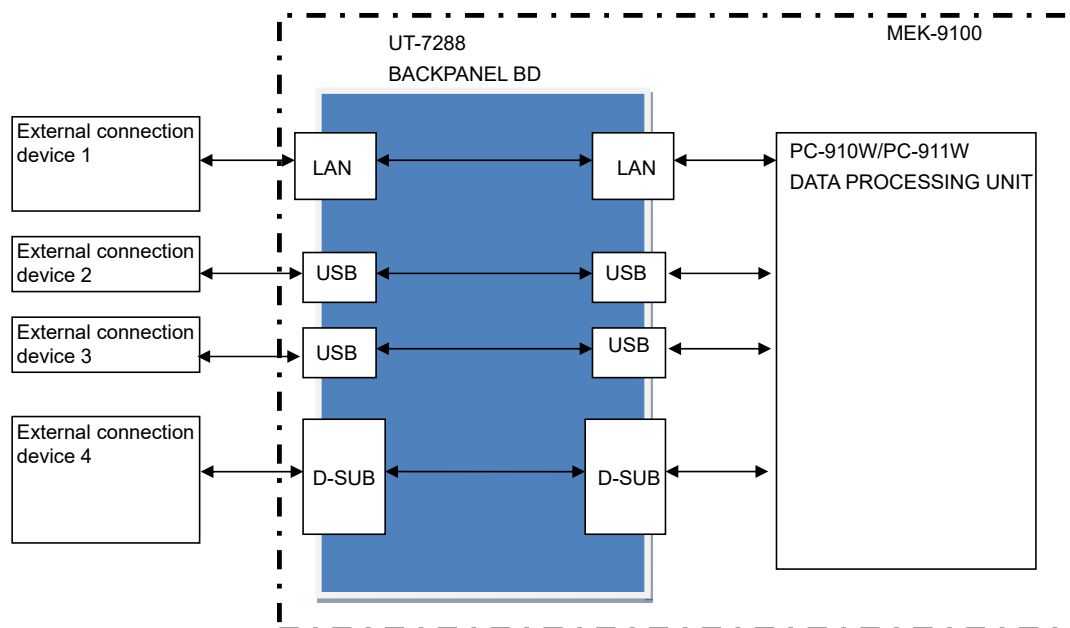 MEK-9100
UT-7288
BACKPANEL BD
External connection
device 1
LAN
LAN
PC-910W/PC-911W
DATA PROCESSING UNIT
External connection
device 2
USB
USB
External connection
device 3
USB
USB
External connection
device 4
D-SUB
D-SUB